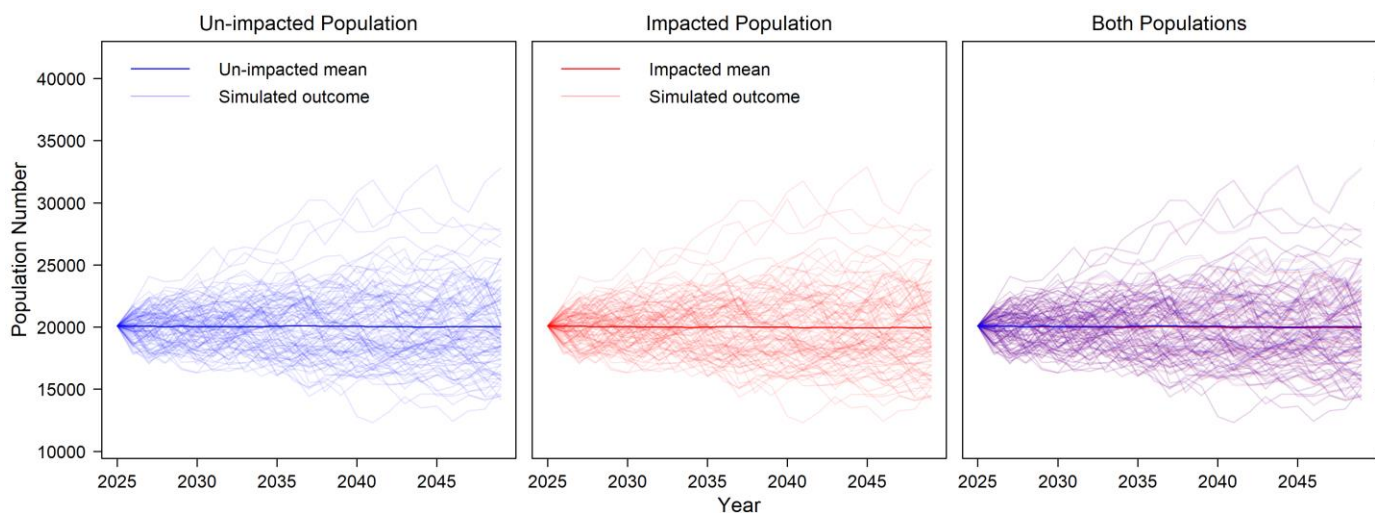 Un-impacted Population
Impacted Population
Both Populations
Un-impacted mean
Simulated outcome
Impacted mean
Simulated outcome
Population Number
40000
35000
30000
25000
20000
15000
10000
2025 2030 2035 2040 2045
2025 2030 2035 2040 2045
2025 2030 2035 2040 2045
Year